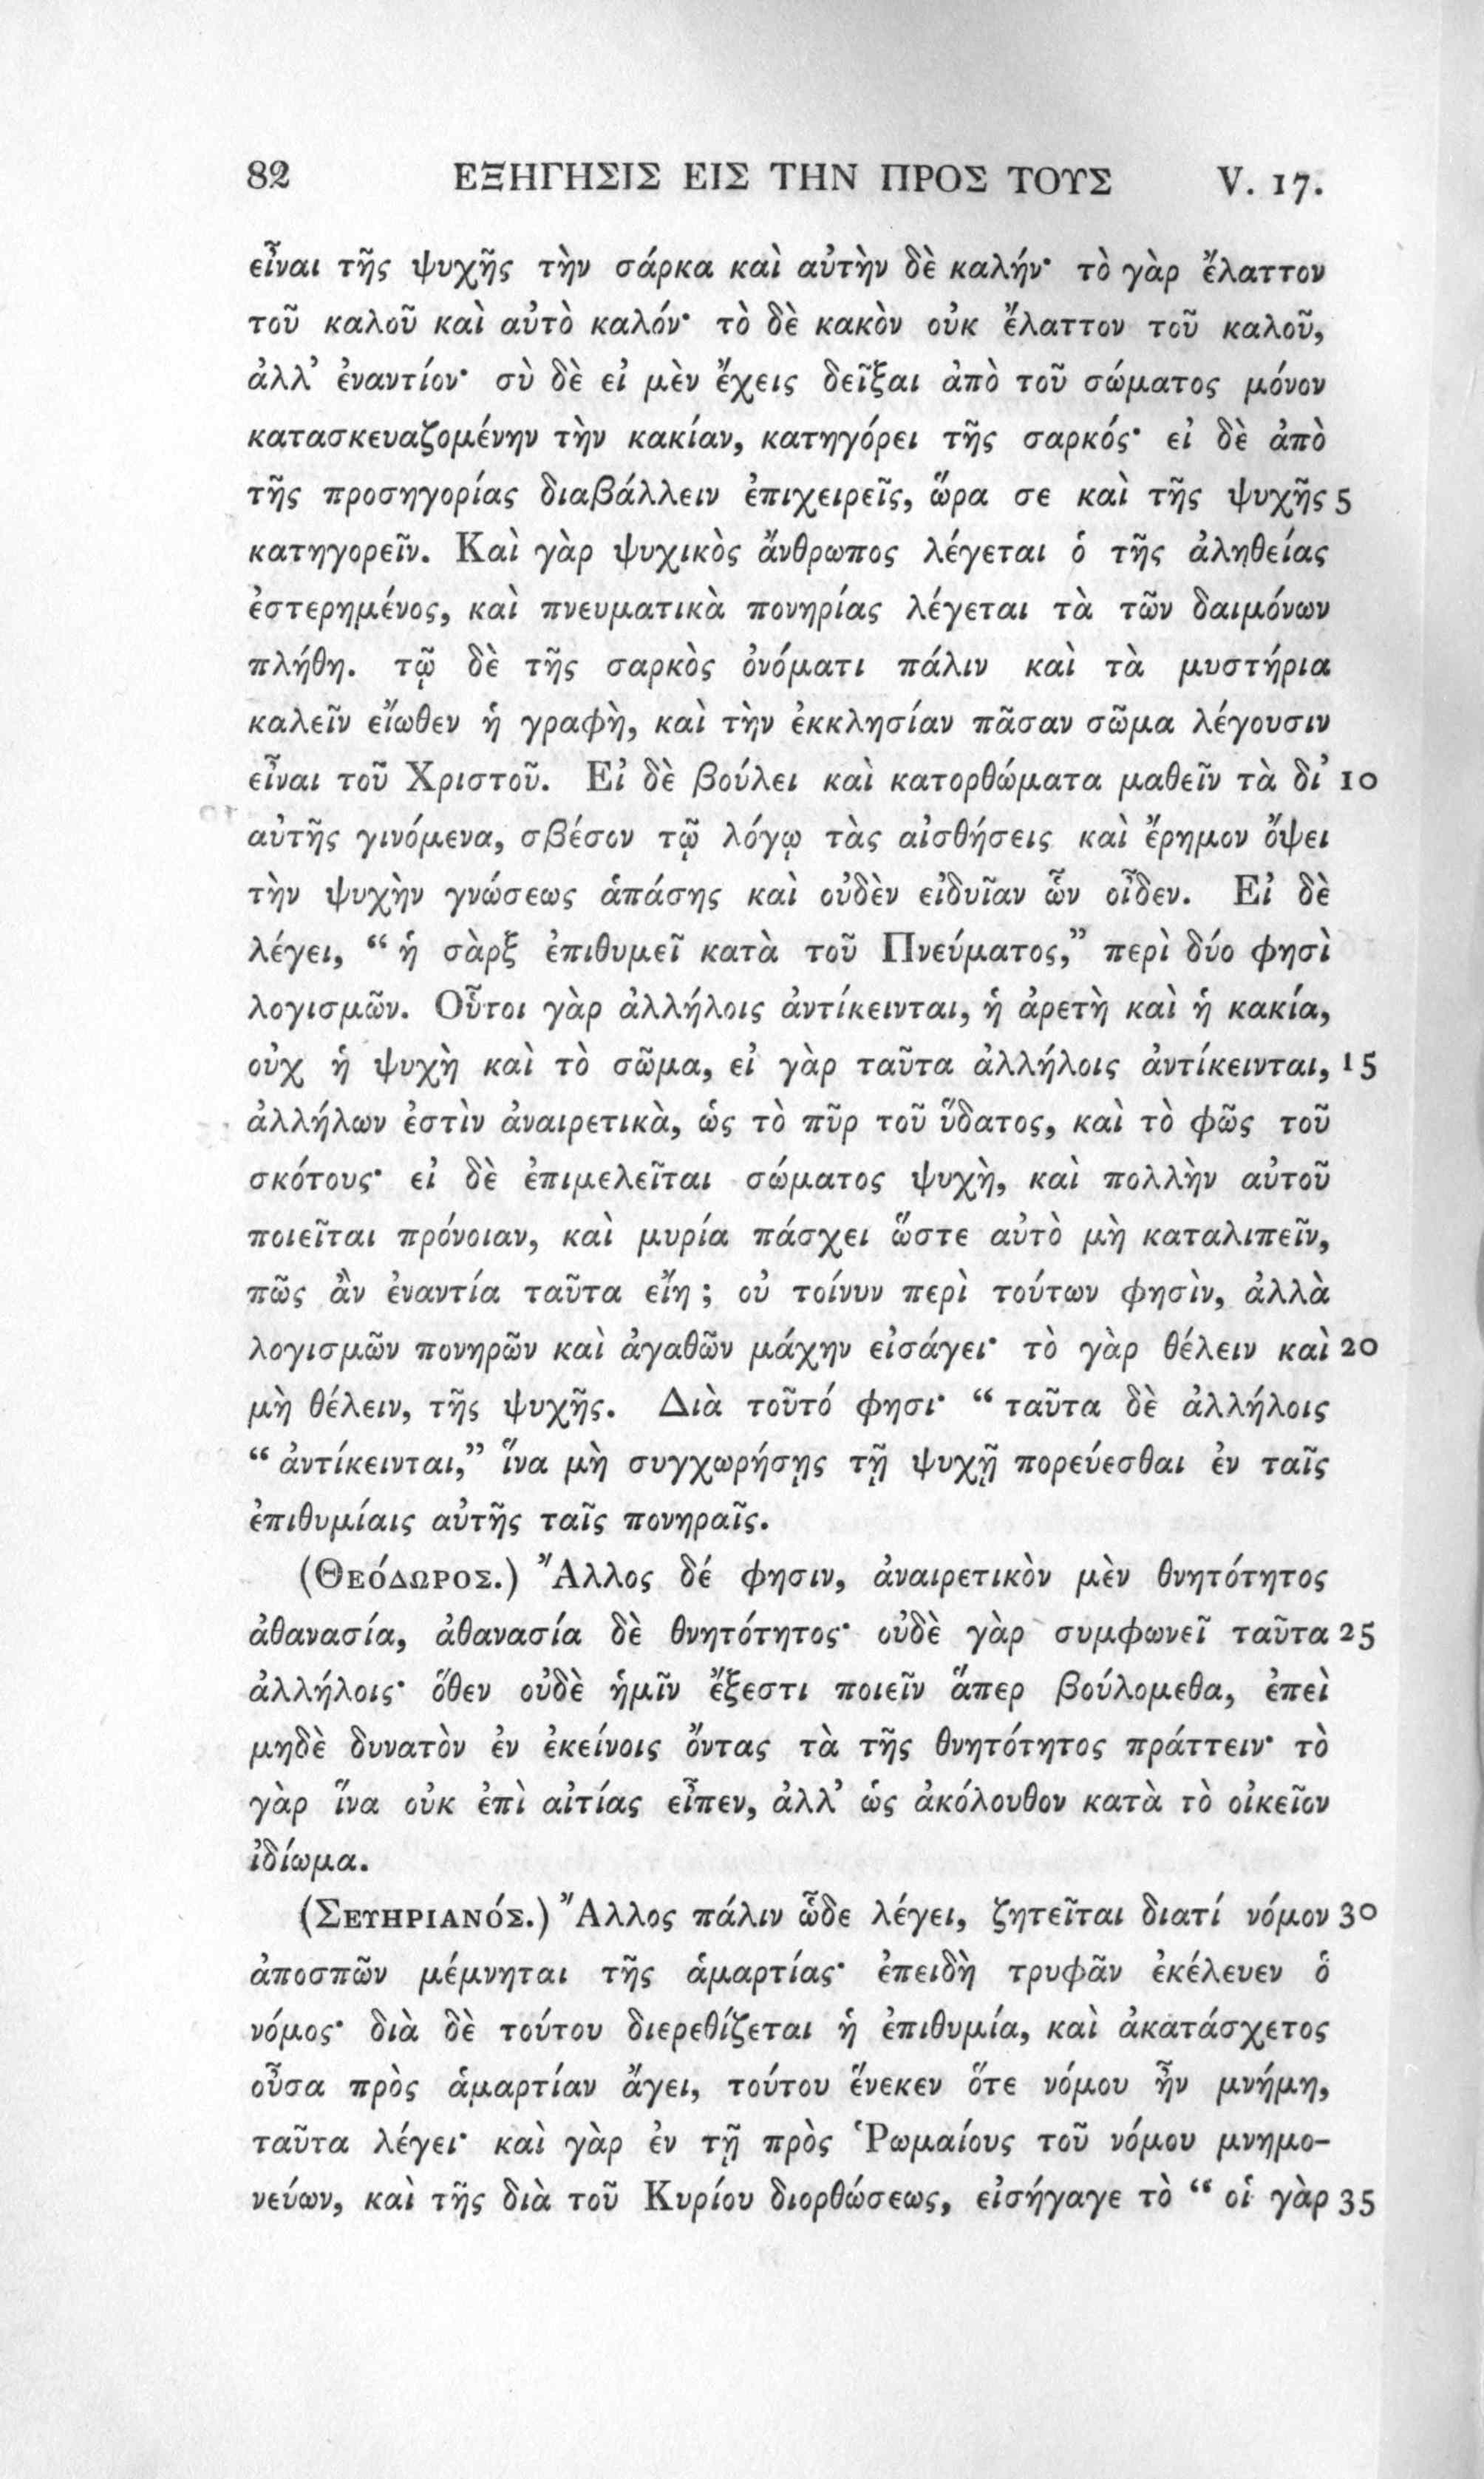 82 ΕΞΗΓΗΣΙΣ ΕΙΣ ΤΗΝ ΠΡΟΣ ΤΟΥΣ V. 17.
εἶναι τῆς ψυχῆς τὴν σάρκα καὶ αὐτὴν δὲ καλήν· τὸ γὰρ ἔλαττον
τοῦ καλοῦ καὶ αὐτὸ καλόν· τὸ δὲ κακὸν οὐκ ἔλαττον τοῦ καλοῦ,
ἀλλ’ ἐναντίον· σὺ δὲ εἰ μὲν ἔχεις δεῖξαι ἀπὸ τοῦ σώματος μόνον
κατασκευαζομένην τὴν κακίαν, κατηγόρει τῆς σαρκός· εἰ δὲ ἀπὸ
τῆς προσηγορίας διαβάλλειν ἐπιχειρεῖς, ὥρα σε καὶ τῆς ψυχῆς 5
κατηγορεῖν. Καὶ γὰρ ψυχικὸς ἄνθρωπος λέγεται ὁ τῆς ἀληθείας
ἐστερημένος, καὶ πνευματικὰ πονηρίας λέγεται τὰ τῶν δαιμόνων
πλήθη. τῷ δὲ τῆς σαρκὸς ὀνόματι πάλιν καὶ τὰ μυστήρια
καλεῖν εἴωθεν ἡ γραφὴ, καὶ τὴν ἐκκλησίαν πᾶσαν σῶμα λέγουσιν
εἶναι τοῦ Χριστοῦ. Εἰ δὲ βούλει καὶ κατορθώματα μαθεῖν τὰ δι’ 10
αὐτῆς γινόμενα, σβέσον τῷ λόγῳ τὰς αἰσθήσεις καὶ ἔρημον ὄψει
τὴν ψυχὴν γνώσεως ἁπάσης καὶ οὐδὲν εἰδυῖαν ὧν οἶδεν. Εἰ δὲ
λέγει, “ ἡ σὰρξ ἐπιθυμεῖ κατὰ τοῦ Πνεύματος,” περὶ δύο φησὶ
λογισμῶν. Οὗτοι γὰρ ἀλλήλοις ἀντίκεινται, ἡ ἀρετὴ καὶ ἡ κακία,
οὐχ ἡ ψυχὴ καὶ τὸ σῶμα, εἰ γὰρ ταῦτα ἀλλήλοις ἀντίκεινται, 15
ἀλλήλων ἐστὶν ἀναιρετικὰ, ὡς τὸ πῦρ τοῦ ὕδατος, καὶ τὸ φῶς τοῦ
σκότους· εἰ δὲ ἐπιμελεῖται σώματος ψυχὴ, καὶ πολλὴν αὐτοῦ
ποιεῖται πρόνοιαν, καὶ μυρία πάσχει ὥστε αὐτὸ μὴ καταλιπεῖν,
πῶς ἂν ἐναντία ταῦτα εἴη ; οὐ τοίνυν περὶ τούτων φησὶν, ἀλλὰ
λογισμῶν πονηρῶν καὶ ἀγαθῶν μάχην εἰσάγει· τὸ γὰρ θέλειν καὶ 20
μὴ θέλειν, τῆς ψυχῆς. Διὰ τοῦτό φησι· “ ταῦτα δὲ ἀλλήλοις
“ ἀντίκεινται,” ἵνα μὴ συγχωρήσῃς τῇ ψυχῇ πορεύεσθαι ἐν ταῖς
ἐπιθυμίαις αὐτῆς ταῖς πονηραῖς.
(Θεόδωρος.) Ἄλλος δέ φησιν, ἀναιρετικὸν μὲν θνητότητος
ἀθανασία, ἀθανασία δὲ θνητότητος· οὐδὲ γὰρ συμφωνεῖ ταῦτα 25
ἀλλήλοις· ὅθεν οὐδὲ ἡμῖν ἔξεστι ποιεῖν ἅπερ βούλομεθα, ἐπεὶ
μηδὲ δυνατὸν ἐν ἐκείνοις ὄντας τὰ τῆς θνητότητος πράττειν· τὸ
γὰρ ἵνα οὐκ ἐπὶ αἰτίας εἶπεν, ἀλλ’ ὡς ἀκόλουθον κατὰ τὸ οἰκεῖον
ἰδίωμα.
(Σευηριανός.) Ἄλλος πάλιν ὧδε λέγει, ζητεῖται διατί νόμον 30
ἀποσπῶν μέμνηται τῆς ἁμαρτίας· ἐπειδὴ τρυφᾶν ἐκέλευεν ὁ
νόμος· διὰ δὲ τούτου διερεθίζεται ἡ ἐπιθυμία, καὶ ἀκατάσχετος
οὖσα πρὸς ἁμαρτίαν ἄγει, τούτου ἕνεκεν ὅτε νόμου ἦν μνήμη,
ταῦτα λέγει· καὶ γὰρ ἐν τῇ πρὸς Ῥωμαίους τοῦ νόμου μνημο-
νεύων, καὶ τῆς διὰ τοῦ Κυρίου διορθώσεως, εἰσήγαγε τὸ “ οἱ γὰρ 35